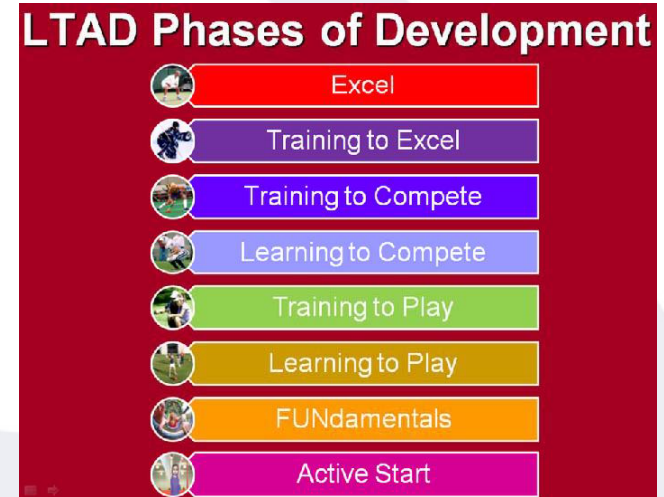 LTAD Phases of Development
Excel
Training to Excel
Training to Compete
Learning to Compete
Training to Play
Learning to Play
FUNdamentals
Active Start